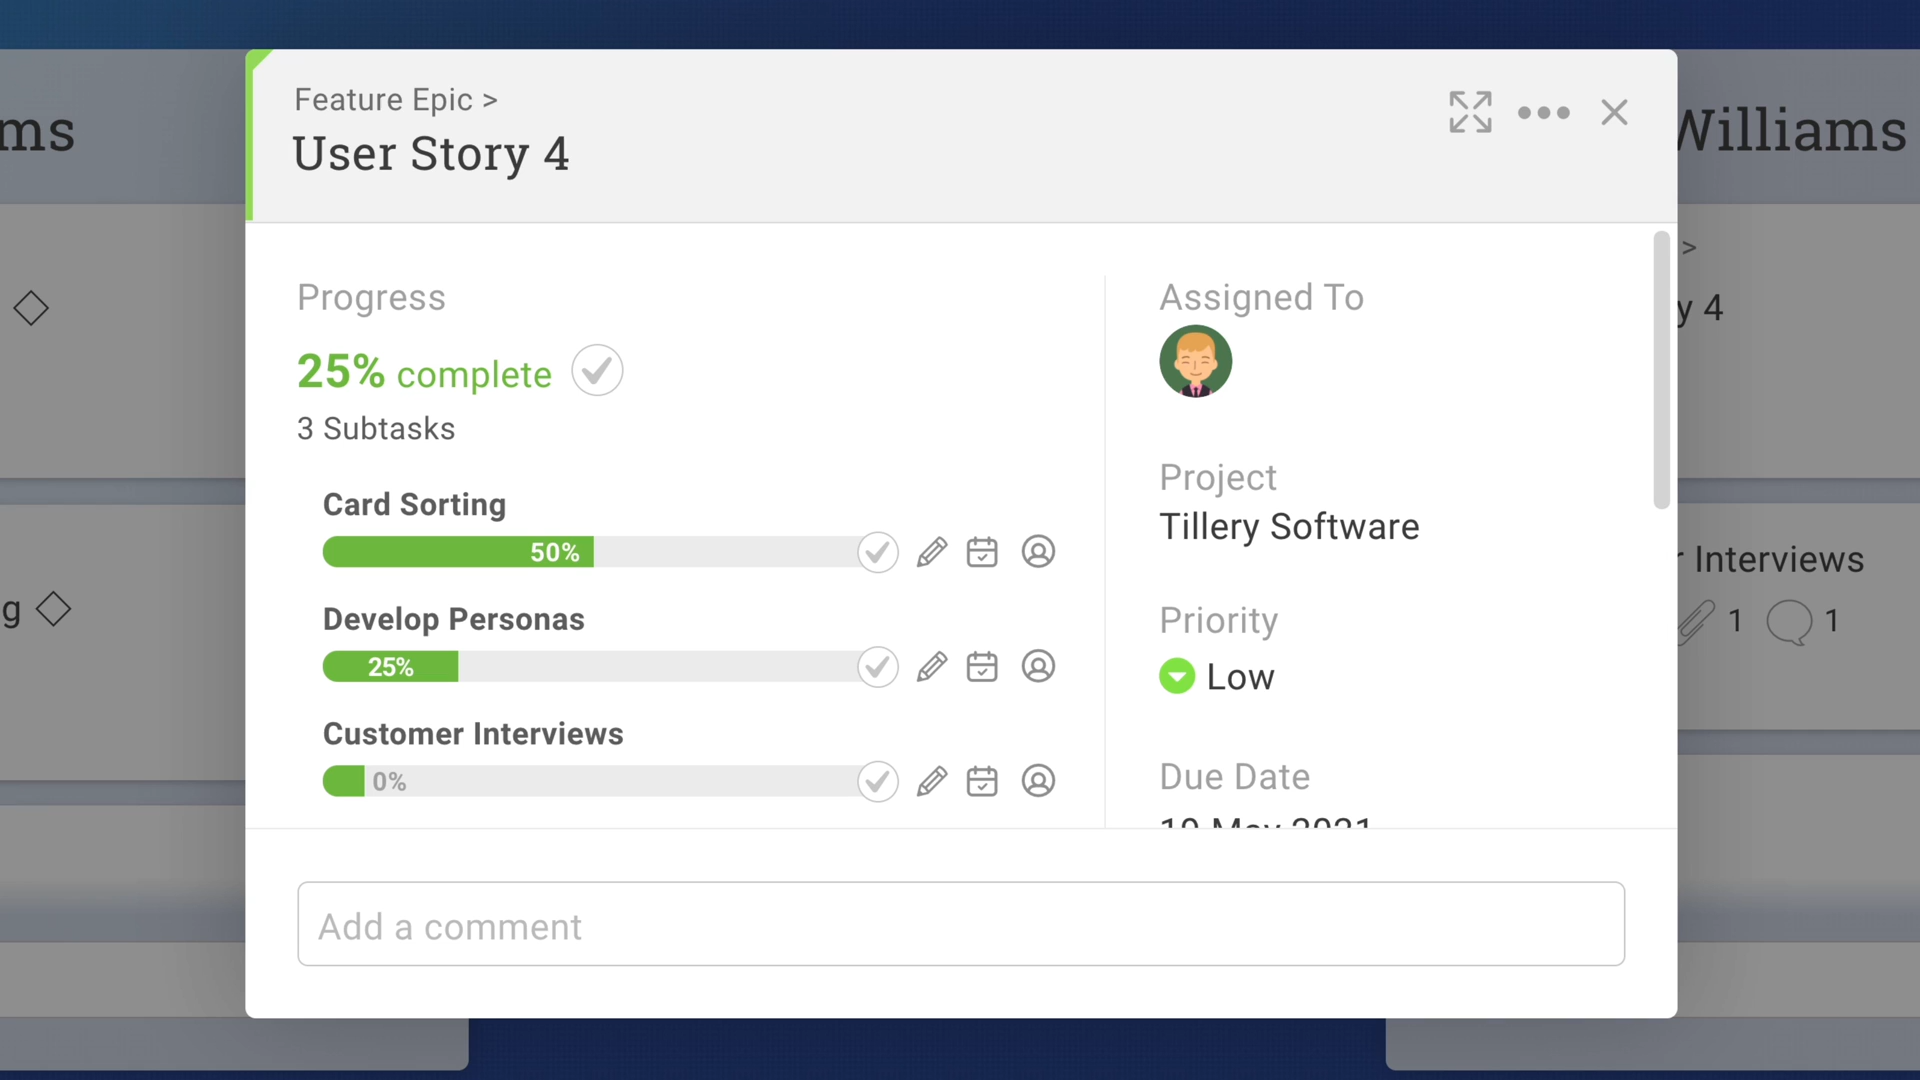 Feature Epic >
User Story 4
ms
Williams
Progress
25% complete
3 Subtasks
Card Sorting
50%
Develop Personas
25%
Customer Interviews
0%
Assigned To
Project
Tillery Software
Priority
Low
Due Date
Add a comment
g
>
y 4
r Interviews
1 1